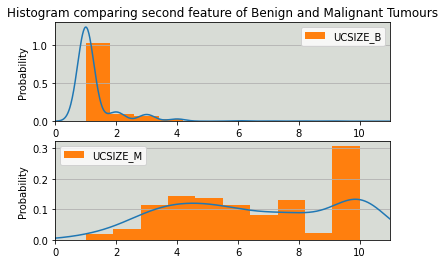 Histogram comparing second feature of Benign and Malignant Tumours
UCSIZE_B
Probability
1.0
0.5
0.0
0 2 4 6 8 10
UCSIZE_M
Probability
0.3
0.2
0.1
0.0
0 2 4 6 8 10